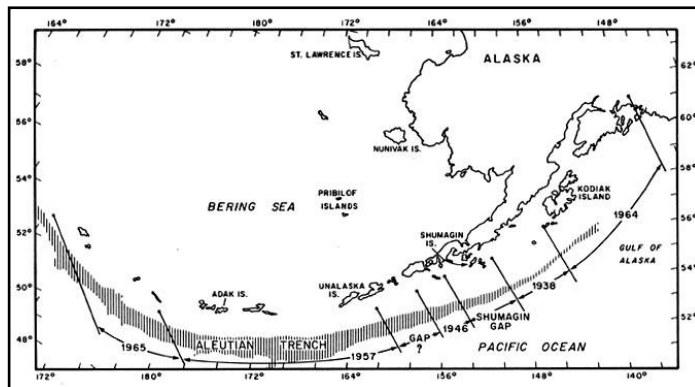 164° 180° 172° 164° 156° 148°
58°
56°
54°
52°
50°
48°
62°
60°
58°
56°
54°
52°
ST. LAWRENCE IS.
ALASKA
NUNIVAK IS.
PRIBILOF
ISLANDS
BERING SEA
KODIAK
ISLAND
1964
SHUMAGIN
IS.
GULF OF
ALASKA
UNALASKA
IS.
ADAK IS.
1938
SHUMAGIN
GAP
1946
GAP
?
ALEUTIAN TRENCH
1965
1957
PACIFIC OCEAN
172° 180° 172° 164° 156° 148° 140°